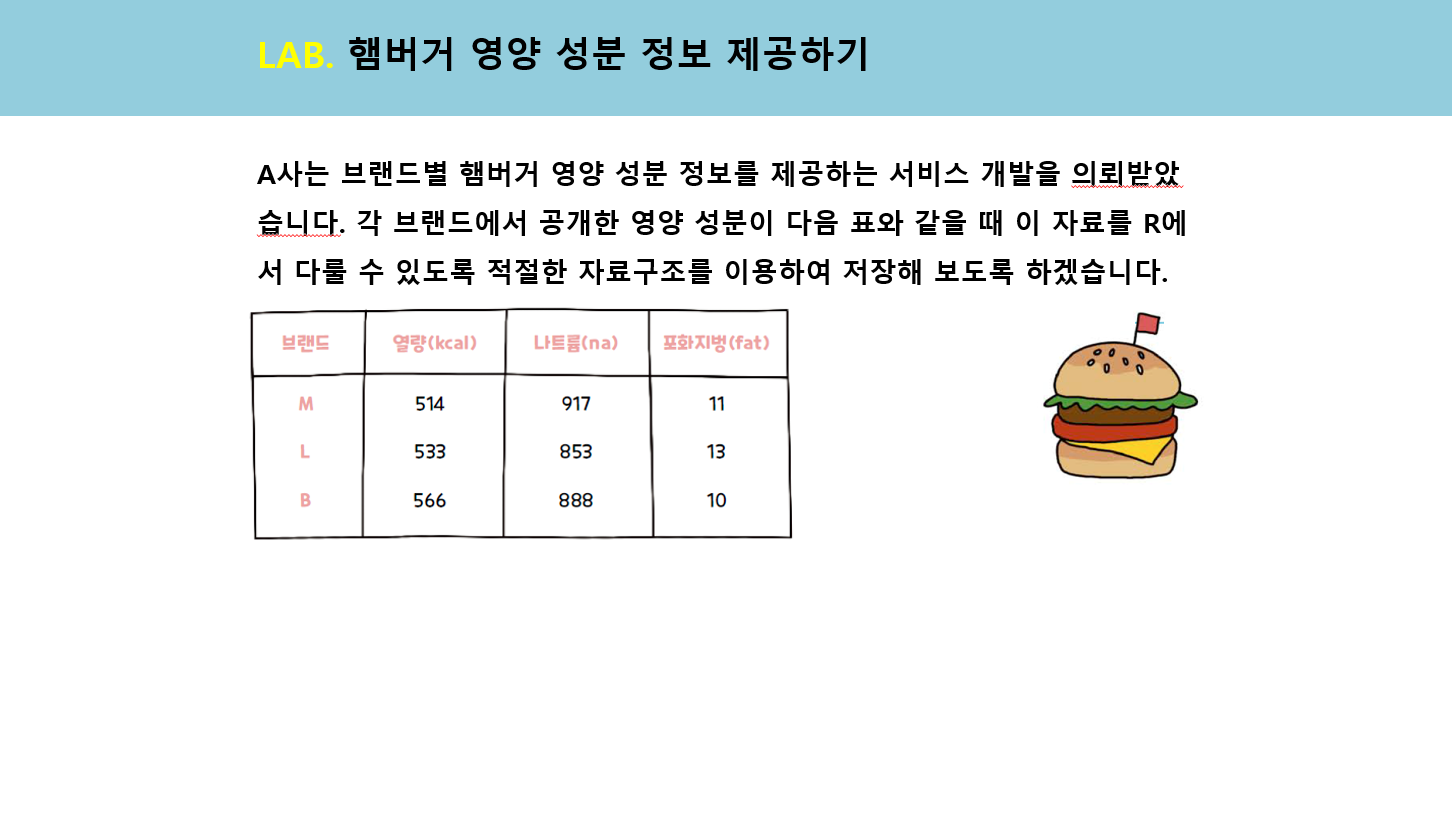 LAB. 햄버거 영양 성분 정보 제공하기
A사는 브랜드별 햄버거 영양 성분 정보를 제공하는 서비스 개발을 의뢰받았
습니다. 각 브랜드에서 공개한 영양 성분이 다음 표와 같을 때 이 자료를 R에
서 다룰 수 있도록 적절한 자료구조를 이용하여 저장해 보도록 하겠습니다.
브랜드 열량(kcal) 나트륨(na) 포화지방(fat)
M 514 917 11
L 533 853 13
B 566 888 10